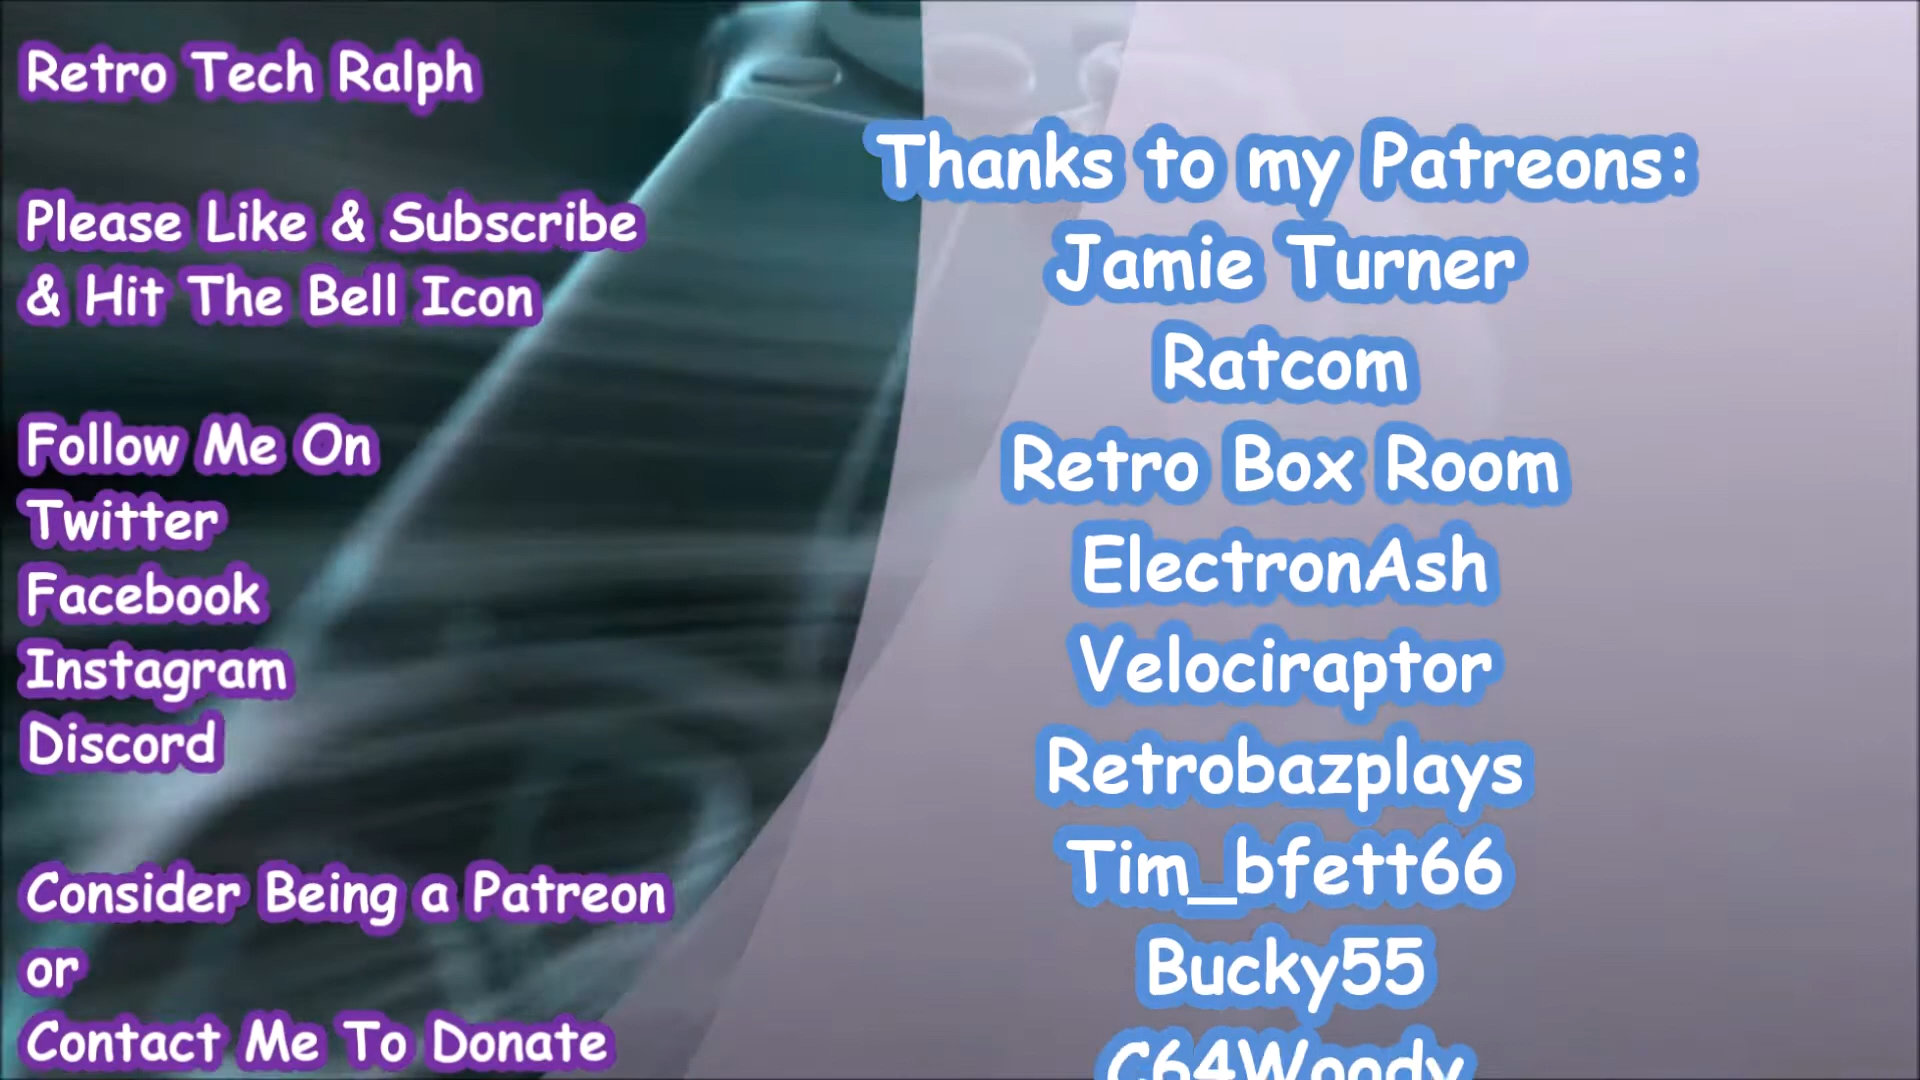 Retro Tech Ralph
Please Like & Subscribe
& Hit The Bell Icon
Follow Me On
Twitter
Facebook
Instagram
Discord
Consider Being a Patreon
or
Contact Me To Donate
Thanks to my Patreons:
Jamie Turner
Ratcom
Retro Box Room
ElectronAsh
Velociraptor
Retrobazplays
Tim_bfett66
Bucky55
C64Woody